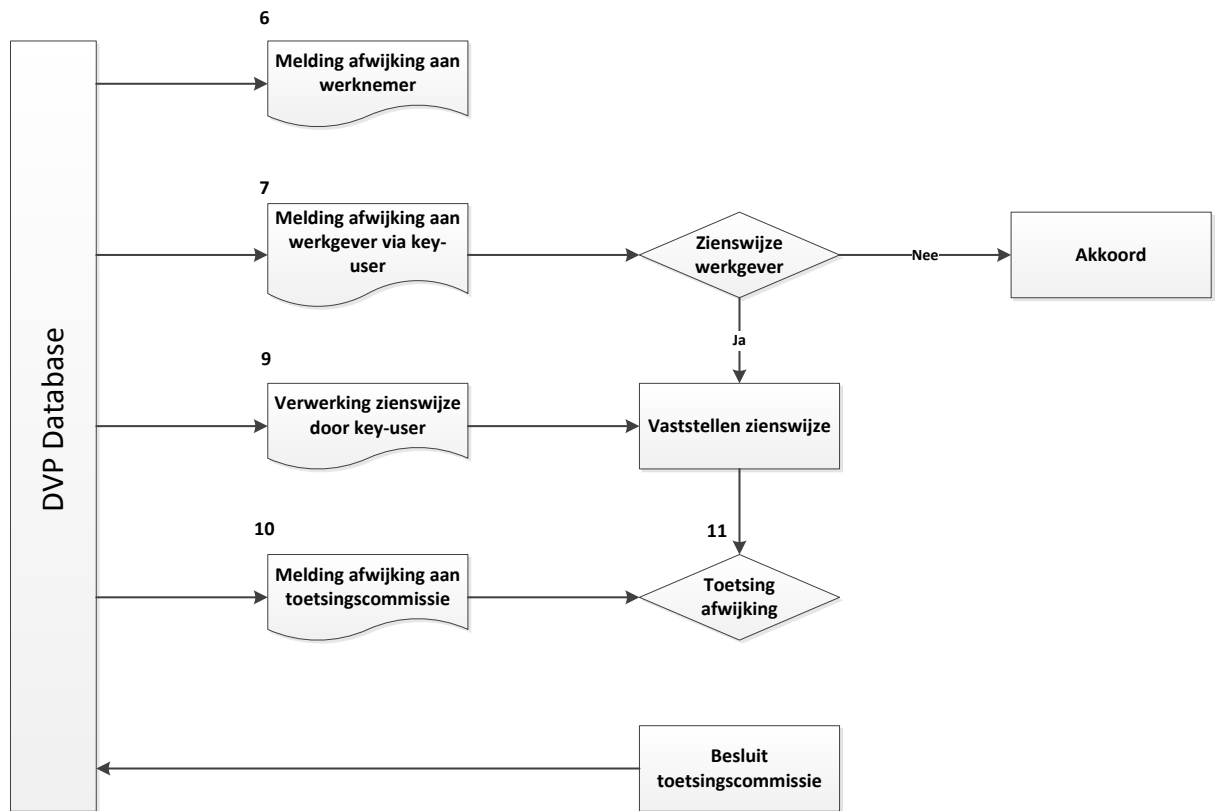 6
Melding afwijking aan
werknemer
7
Melding afwijking aan
werkgever via key-
user
Zienswijze
werkgever
Nee
Akkoord
Ja
DVP Database
9
Verwerking zienswijze
door key-user
Vaststellen zienswijze
10
Melding afwijking aan
toetsingscommissie
11
Toetsing
afwijking
Besluit
toetsingscommissie